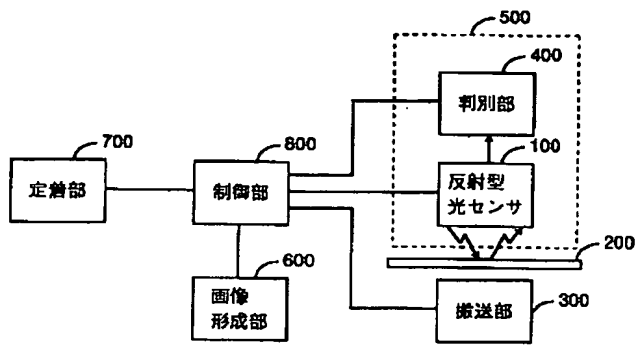 500
400
判別部
700
800
100
定着部
制御部
反射型
光センサ
200
600
画像
形成部
搬送部
300